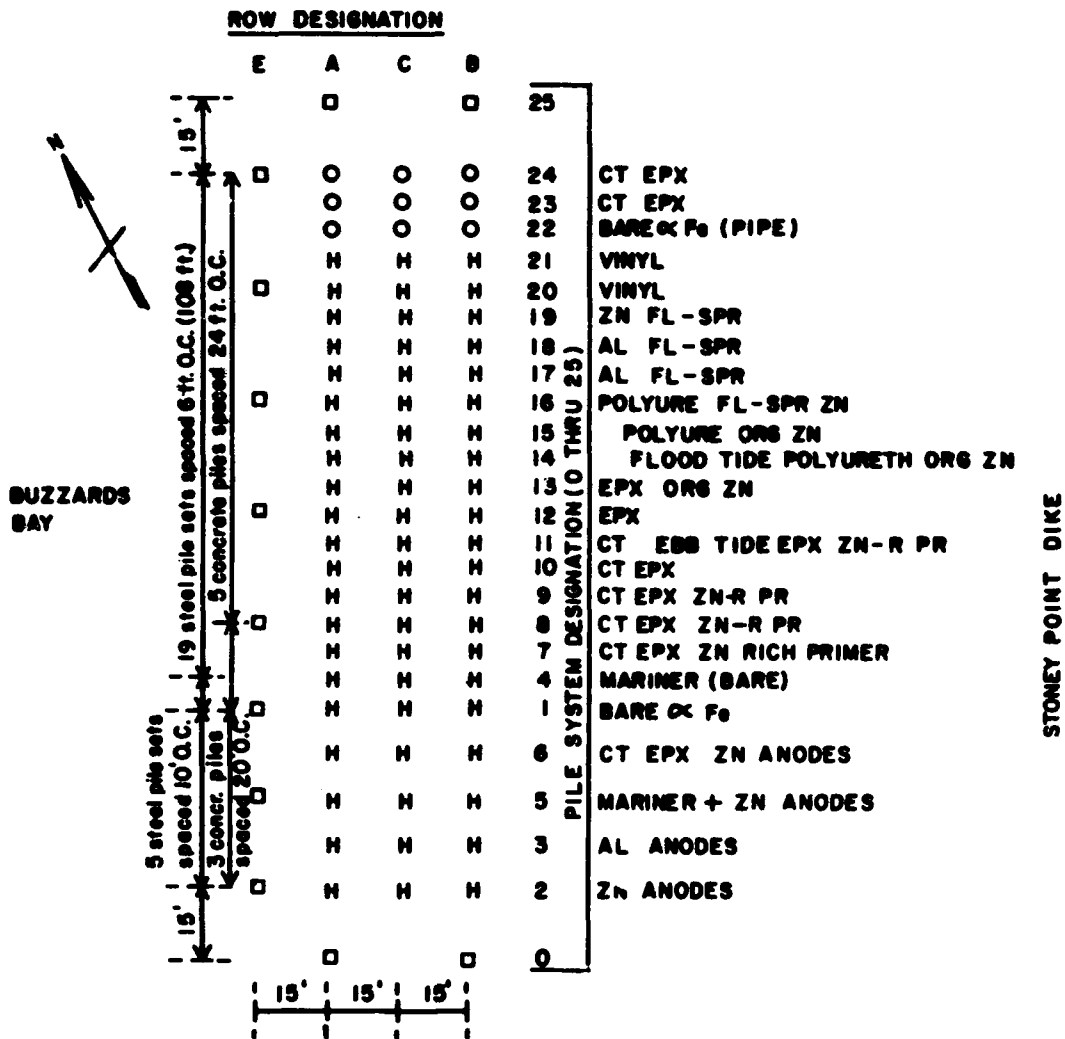 ROW DESIGNATION
E A C B
25
24 CT EPX
23 CT EPX
22 BARE ∝ Fe (PIPE)
H H H 21 VINYL
H H H 20 VINYL
H H H 19 ZN FL-SPR
H H H 18 AL FL-SPR
H H H 17 AL FL-SPR
H H H 16 POLYURE FL-SPR ZN
H H H 15 POLYURE ORG ZN
H H H 14 FLOOD TIDE POLYURETH ORG ZN
H H H 13 EPX ORG ZN
H H H 12 EPX
H H H 11 CT EBB TIDE EPX ZN-R PR
H H H 10 CT EPX
H H H 9 CT EPX ZN-R PR
H H H 8 CT EPX ZN-R PR
H H H 7 CT EPX ZN RICH PRIMER
H H H 4 MARINER (BARE)
H H H 1 BARE ∝ Fe
H H H 6 CT EPX ZN ANODES
H H H 5 MARINER + ZN ANODES
H H H 3 AL ANODES
H H H 2 Zn ANODES
0
15' 15' 15'
N
15'
19 steel pile sets spaced 6 ft. O.C. (108 ft.)
5 concrete piles spaced 24 ft. O.C.
5 steel pile sets
spaced 10' O.C.
3 concr. piles
spaced 20' O.C.
15'
BUZZARDS
BAY
PILE SYSTEM DESIGNATION (0 THRU 25)
STONEY POINT DIKE